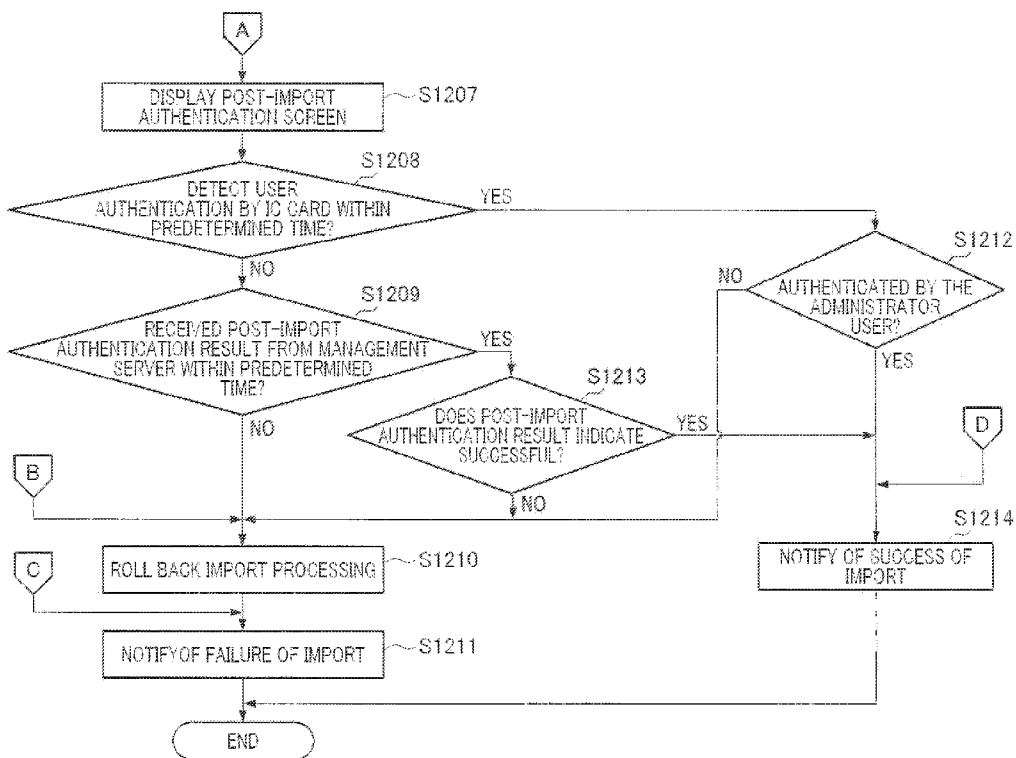 A
DISPLAY POST-IMPORT
AUTHENTICATION SCREEN
S1207
S1208
DETECT USER
AUTHENTICATION BY IC CARD WITHIN
PREDETERMINED TIME?
YES
NO
S1212
AUTHENTICATED BY THE
ADMINISTRATOR
USER?
NO
YES
S1209
RECEIVED POST-IMPORT
AUTHENTICATION RESULT FROM MANAGEMENT
SERVER WITHIN PREDETERMINED
TIME?
YES
NO
S1213
DOES POST-IMPORT
AUTHENTICATION RESULT INDICATE
SUCCESSFUL?
YES
NO
D
B
S1210
ROLL BACK IMPORT PROCESSING
S1214
NOTIFY OF SUCCESS OF
IMPORT
C
NOTIFY OF FAILURE OF IMPORT
S1211
END